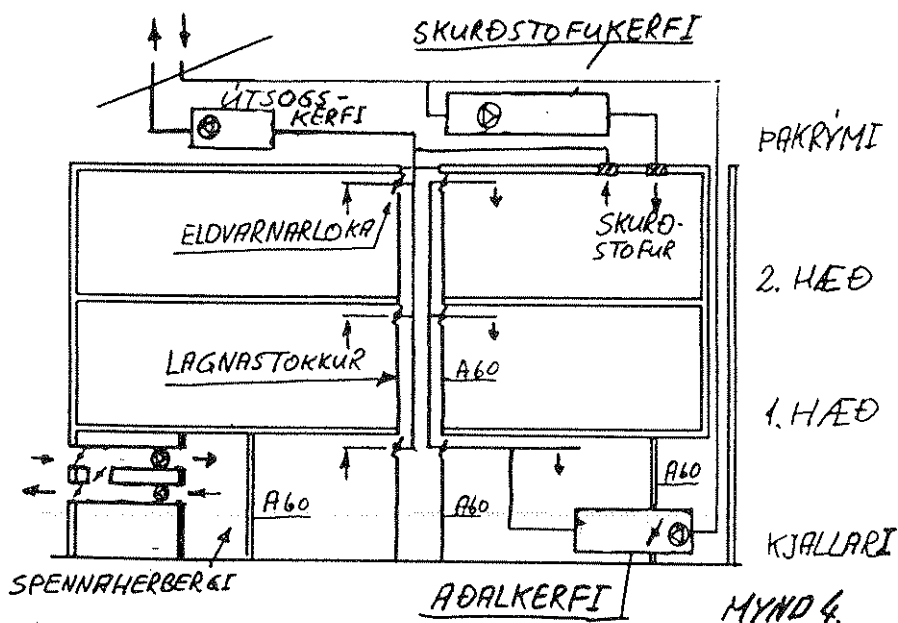 SKURÐSTOFUKERFI
ÚTSOGS-
KERFI
ÞAKRÝMI
ELDVARNARLOKA
SKURÐ-
STOFUR
2. HÆÐ
LAGNASTOKKUR
A60
1. HÆÐ
A60
A60
A60
KJALLARI
SPENNAHERBERGI
AÐALKERFI
MYND 4.